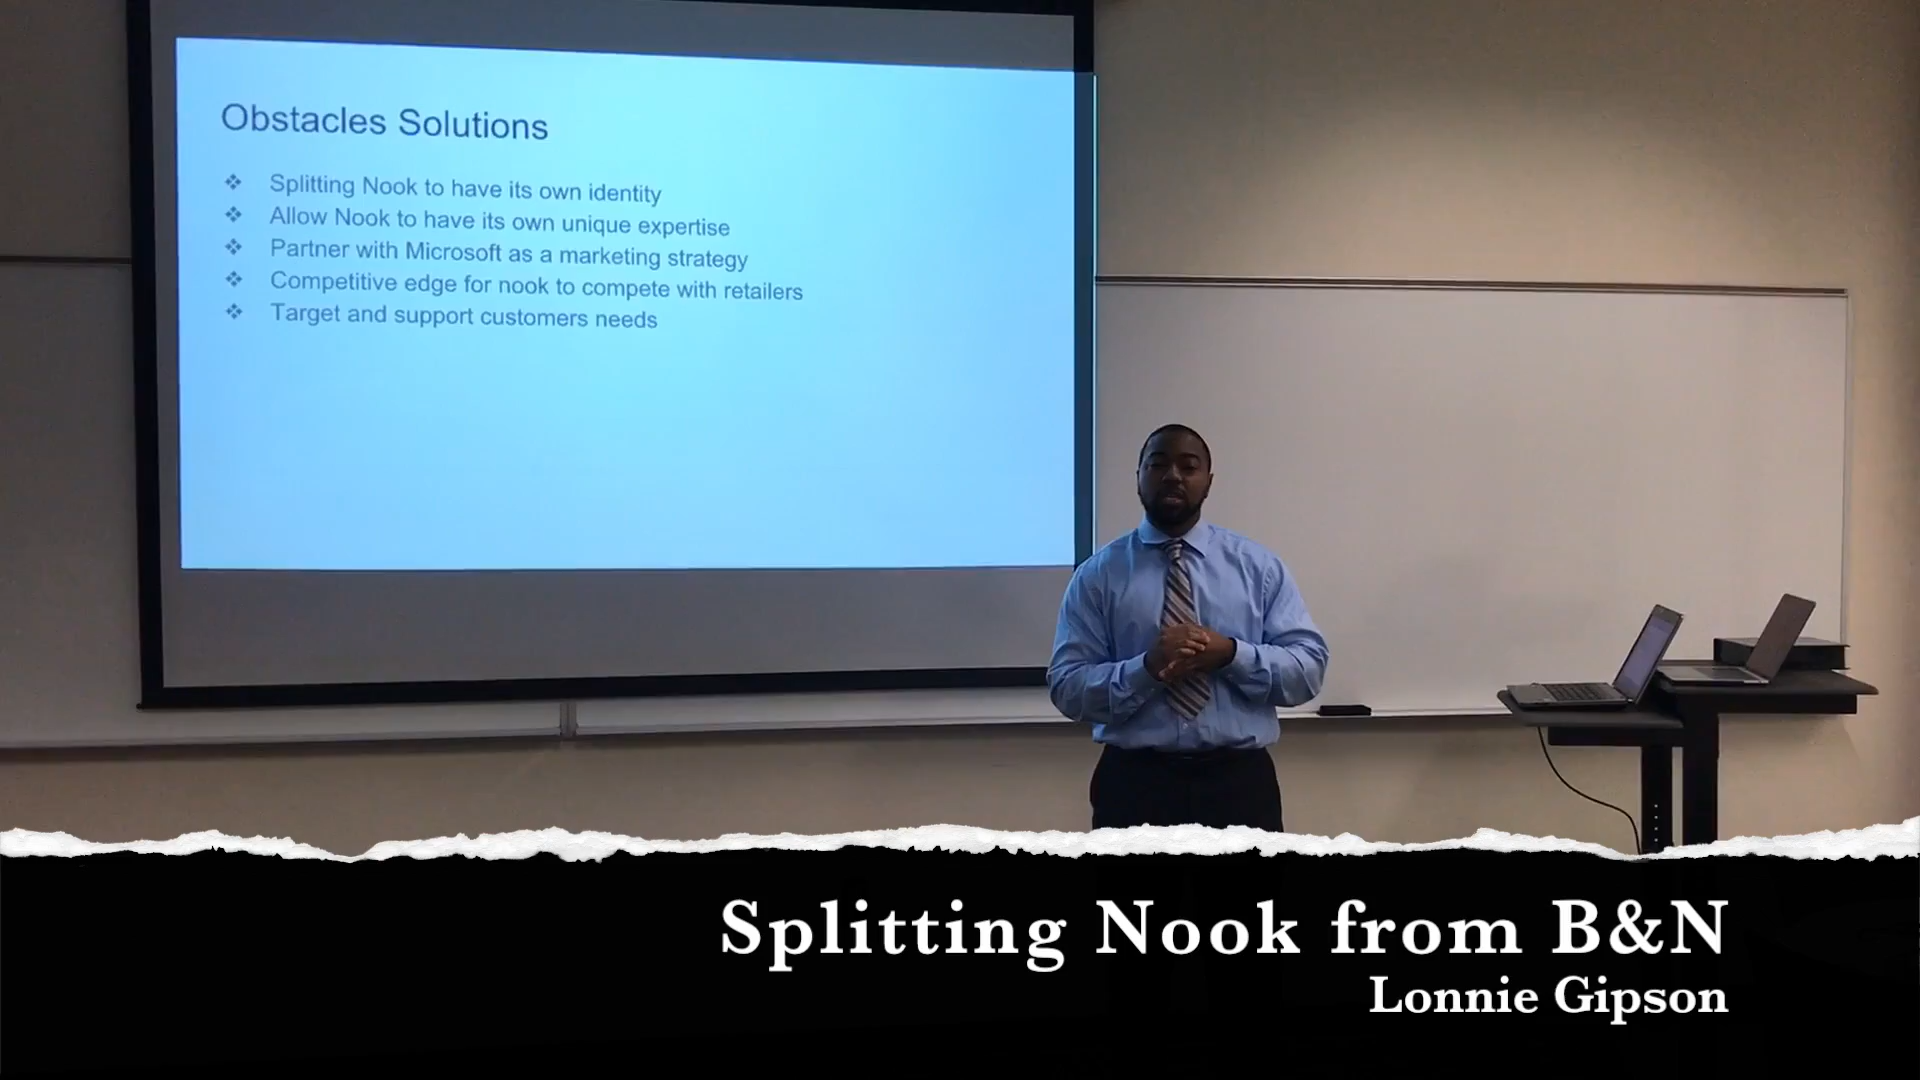 Obstacles Solutions
❖ Splitting Nook to have its own identity
❖ Allow Nook to have its own unique expertise
❖ Partner with Microsoft as a marketing strategy
❖ Competitive edge for nook to compete with retailers
❖ Target and support customers needs
Splitting Nook from B&N
Lonnie Gipson